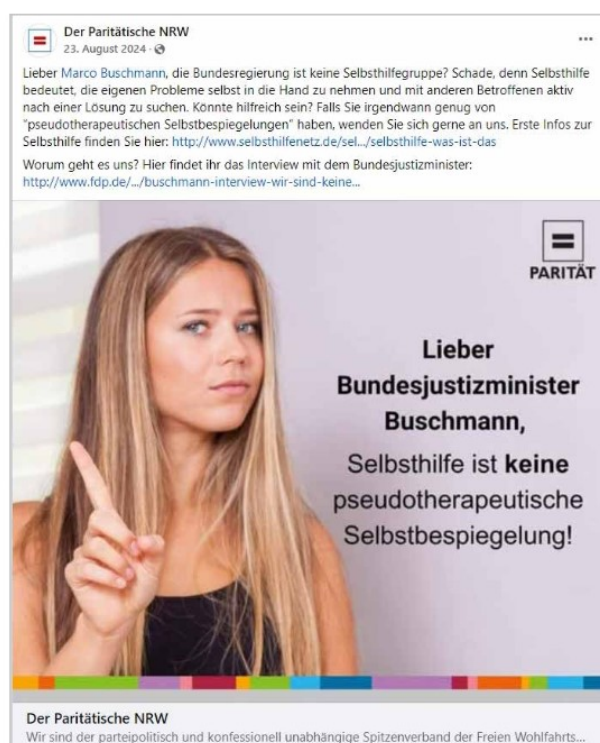 Der Paritätische NRW
23. August 2024 ·
Lieber Marco Buschmann, die Bundesregierung ist keine Selbsthilfegruppe? Schade, denn Selbsthilfe
bedeutet, die eigenen Probleme selbst in die Hand zu nehmen und mit anderen Betroffenen aktiv
nach einer Lösung zu suchen. Könnte hilfreich sein? Falls Sie irgendwann genug von
"pseudotherapeutischen Selbstbespiegelungen" haben, wenden Sie sich gerne an uns. Erste Infos zur
Selbsthilfe finden Sie hier: http://www.selbsthilfenetz.de/sel.../selbsthilfe-was-ist-das
Worum geht es uns? Hier findet ihr das Interview mit dem Bundesjustizminister:
http://www.fdp.de/.../buschmann-interview-wir-sind-keine...
PARITÄT
Lieber
Bundesjustizminister
Buschmann,
Selbsthilfe ist keine
pseudotherapeutische
Selbstbespiegelung!
Der Paritätische NRW
Wir sind der parteipolitisch und konfessionell unabhängige Spitzenverband der Freien Wohlfahrts...